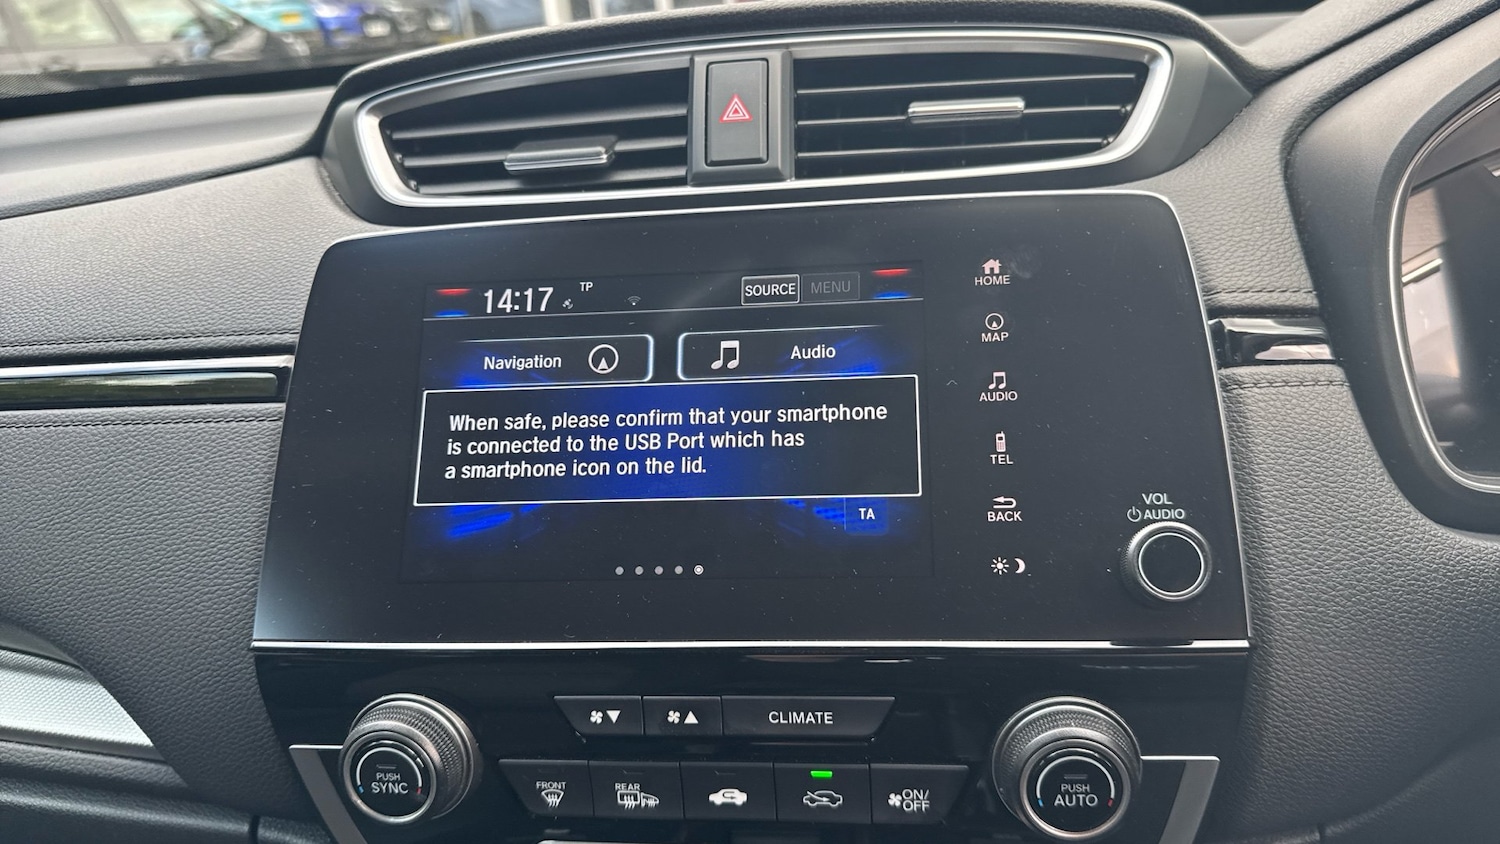 14:17 TP
SOURCE MENU
Navigation
Audio
When safe, please confirm that your smartphone
is connected to the USB Port which has
a smartphone icon on the lid.
TA
HOME
MAP
AUDIO
TEL
BACK
VOL
AUDIO
CLIMATE
PUSH
SYNC
FRONT
REAR
ON/
OFF
PUSH
AUTO